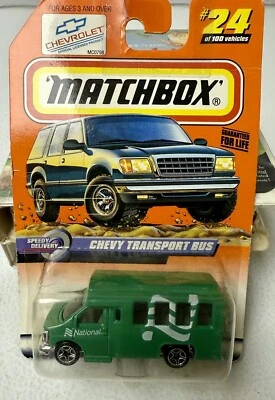 FOR AGES 3 AND OVER!
CHEVROLET
MC0798
#24
of 100 vehicles
MATCHBOX®
GUARANTEED
FOR LIFE
SPEEDY
DELIVERY
CHEVY TRANSPORT BUS
National